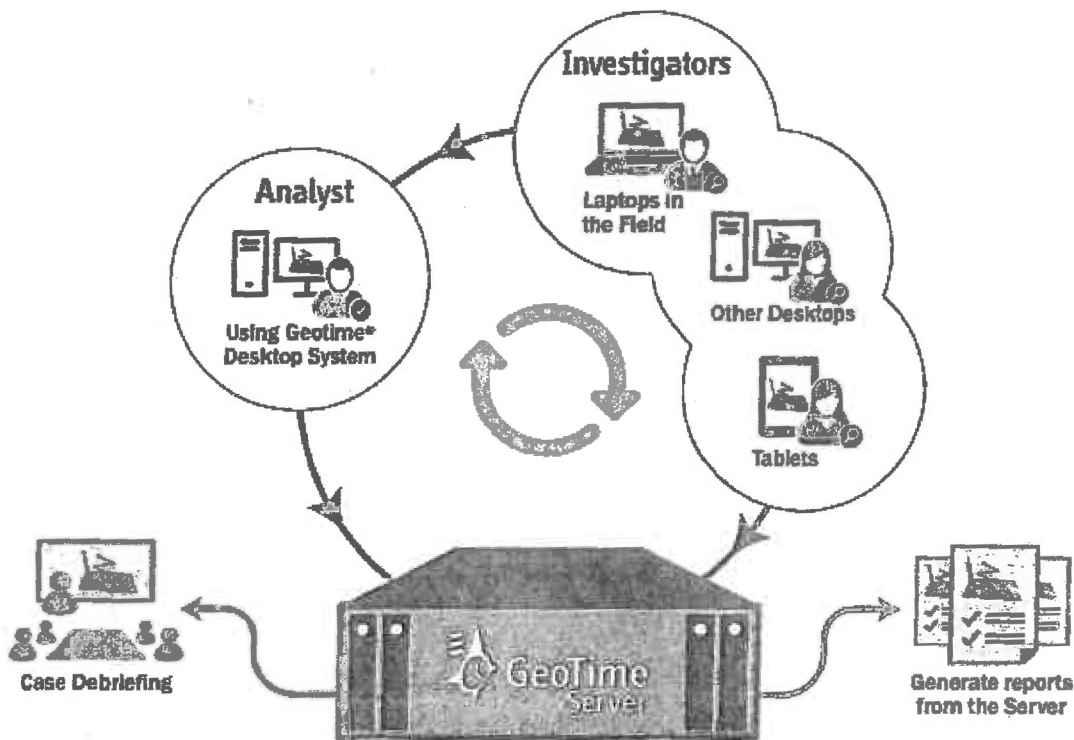 Investigators
Laptops in
the Field
Other Desktops
Tablets
Analyst
Using Geotime®
Desktop System
Case Debriefing
GeoTime
Server
Generate reports
from the Server